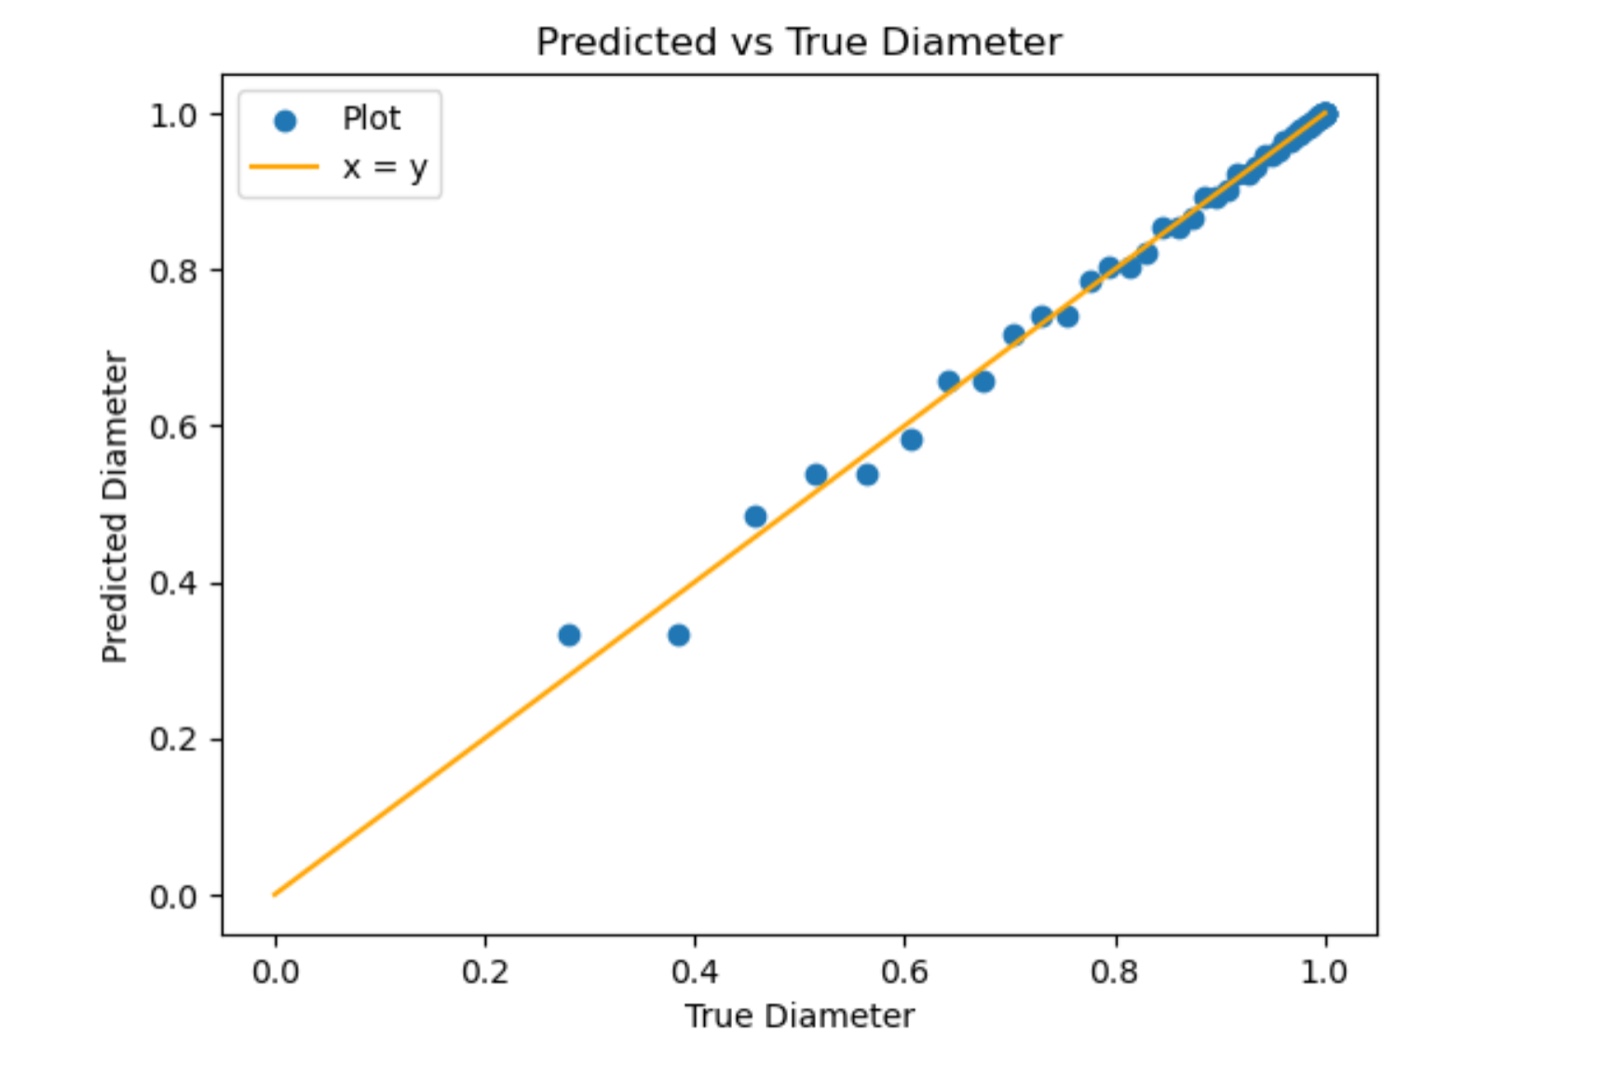 Predicted vs True Diameter
Plot
x = y
1.0
0.8
0.6
0.4
0.2
0.0
Predicted Diameter
0.0 0.2 0.4 0.6 0.8 1.0
True Diameter